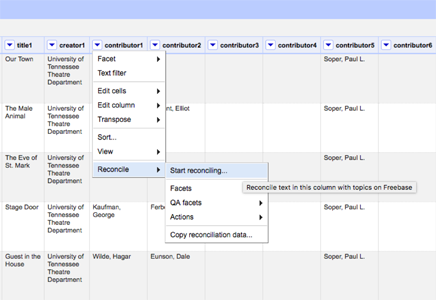 title1 creator1 contributor1 contributor2 contributor3 contributor4 contributor5 contributor6
Our Town University of Tennessee Theatre Department Soper, Paul L.
Facet
Text filter
The Male Animal University of Tennessee Theatre Department nt, Elliot Soper, Paul L.
Edit cells
Edit column
Transpose
Sort...
View
The Eve of St. Mark University of Tennessee Theatre Department Soper, Paul L.
Reconcile
Start reconciling...
Reconcile text in this column with topics on Freebase
Facets
QA facets
Actions
Copy reconciliation data...
Stage Door University of Tennessee Theatre Department Kaufman, George Ferb Soper, Paul L.
Guest in the House University of Tennessee Theatre Department Wilde, Hagar Eunson, Dale Soper, Paul L.